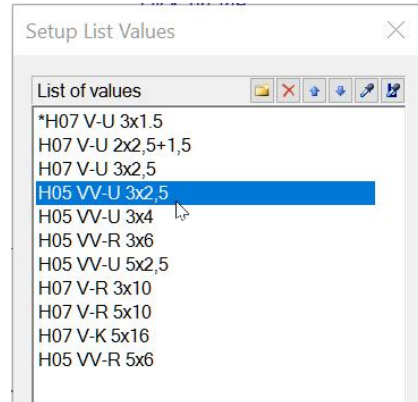 Setup List Values
List of values
*H07 V-U 3x1.5
H07 V-U 2x2,5+1,5
H07 V-U 3x2,5
H05 VV-U 3x2,5
H05 VV-U 3x4
H05 VV-R 3x6
H05 VV-U 5x2,5
H07 V-R 3x10
H07 V-R 5x10
H07 V-K 5x16
H05 VV-R 5x6